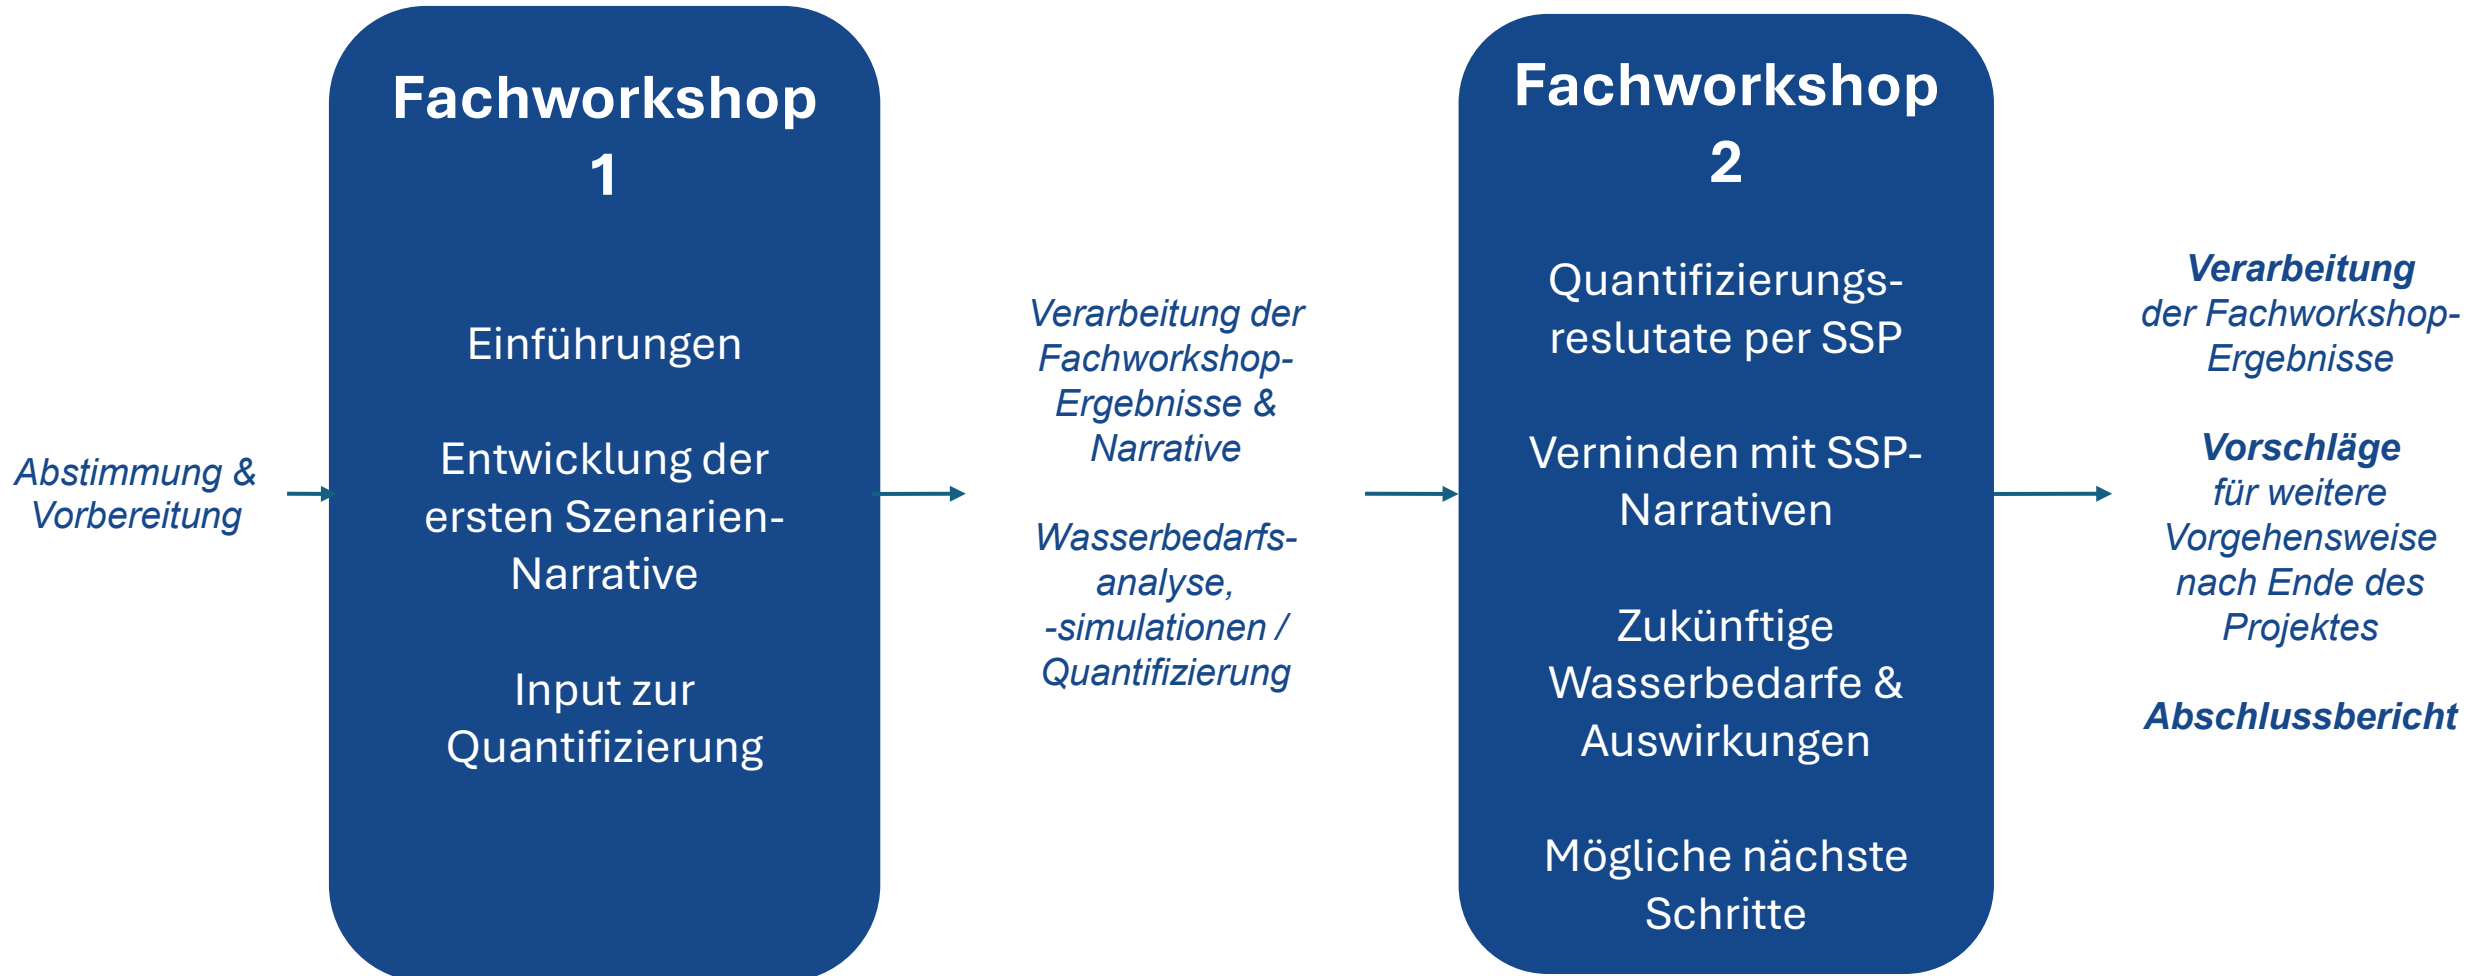 Abstimmung &
Vorbereitung
Fachworkshop
1
Einführungen
Entwicklung der
ersten Szenarien-
Narrative
Input zur
Quantifizierung
Verarbeitung der
Fachworkshop-
Ergebnisse &
Narrative
Wasserbedarfs-
analyse,
-simulationen /
Quantifizierung
Fachworkshop
2
Quantifizierungs-
reslutate per SSP
Verninden mit SSP-
Narrativen
Zukünftige
Wasserbedarfe &
Auswirkungen
Mögliche nächste
Schritte
Verarbeitung
der Fachworkshop-
Ergebnisse
Vorschläge
für weitere
Vorgehensweise
nach Ende des
Projektes
Abschlussbericht